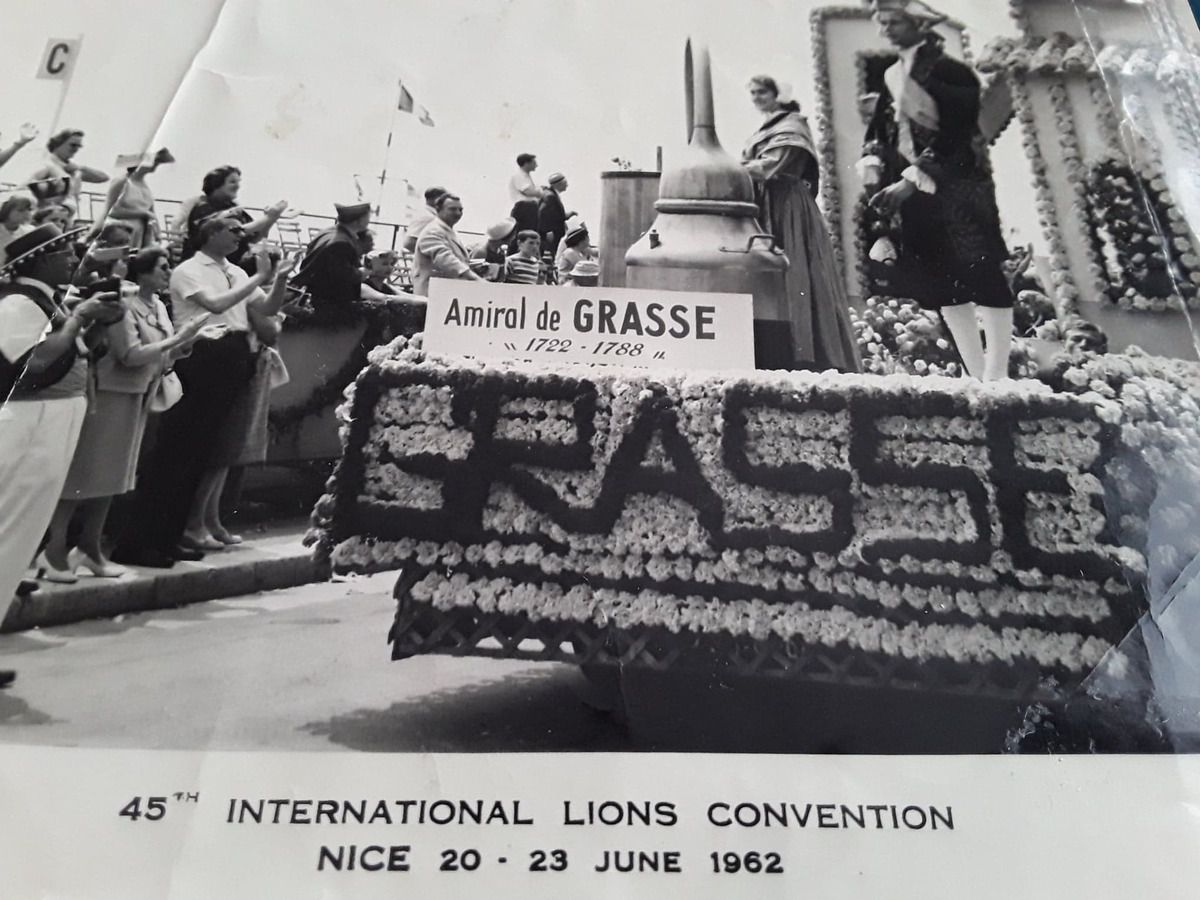 C
Amiral de GRASSE
" 1722 - 1788 "
GRASSE
45TH INTERNATIONAL LIONS CONVENTION
NICE 20 - 23 JUNE 1962